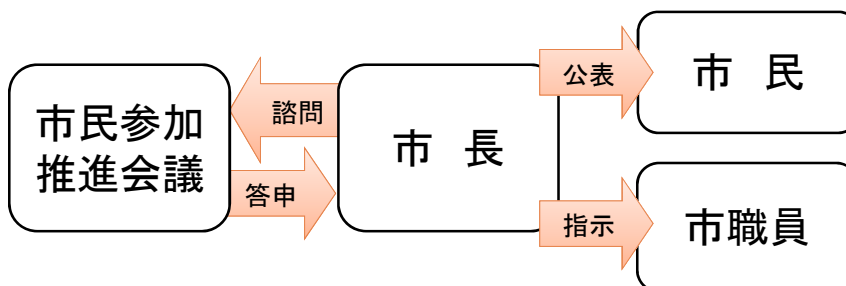 市民参加
推進会議
諮問
答申
市　長
公表
市　民
指示
市職員